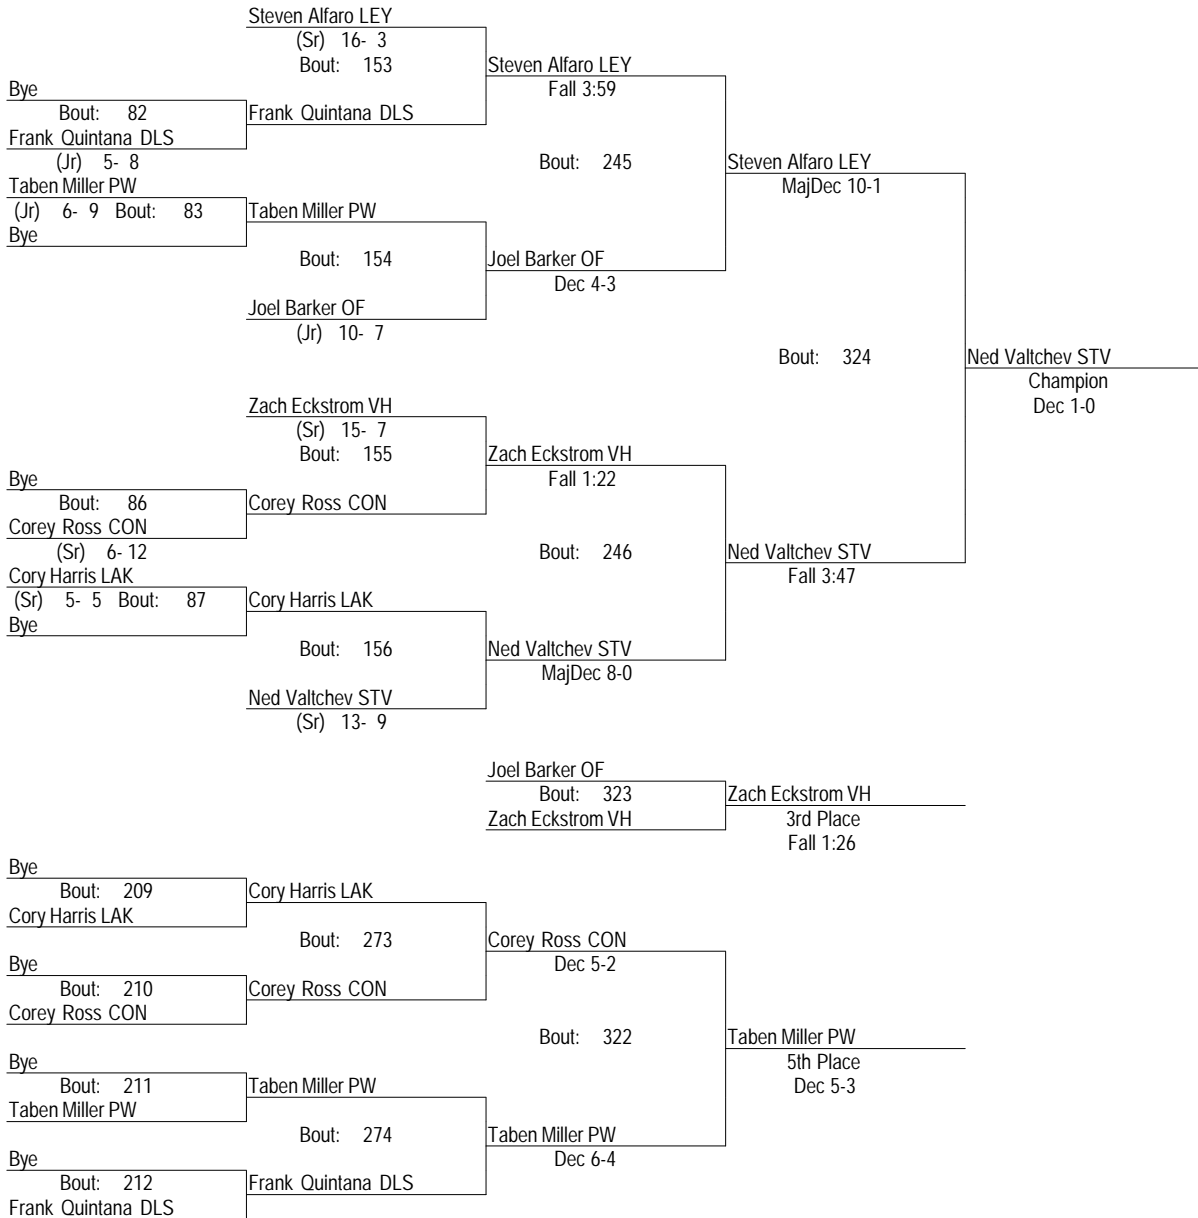 Steven Alfaro LEY
(Sr) 16- 3
Bout: 153
Steven Alfaro LEY
Fall 3:59
Bye
Bout: 82
Frank Quintana DLS
Frank Quintana DLS
(Jr) 5- 8
Bout: 245
Steven Alfaro LEY
MajDec 10-1
Taben Miller PW
(Jr) 6- 9 Bout: 83
Taben Miller PW
Bye
Bout: 154
Joel Barker OF
Dec 4-3
Joel Barker OF
(Jr) 10- 7
Bout: 324
Ned Valtchev STV
Champion
Dec 1-0
Zach Eckstrom VH
(Sr) 15- 7
Bout: 155
Zach Eckstrom VH
Fall 1:22
Bye
Bout: 86
Corey Ross CON
Corey Ross CON
(Sr) 6- 12
Bout: 246
Ned Valtchev STV
Fall 3:47
Cory Harris LAK
(Sr) 5- 5 Bout: 87
Cory Harris LAK
Bye
Bout: 156
Ned Valtchev STV
MajDec 8-0
Ned Valtchev STV
(Sr) 13- 9
Joel Barker OF
Bout: 323
Zach Eckstrom VH
Zach Eckstrom VH
3rd Place
Fall 1:26
Bye
Bout: 209
Cory Harris LAK
Cory Harris LAK
Bout: 273
Corey Ross CON
Dec 5-2
Bye
Bout: 210
Corey Ross CON
Corey Ross CON
Bout: 322
Taben Miller PW
5th Place
Dec 5-3
Bye
Bout: 211
Taben Miller PW
Taben Miller PW
Bout: 274
Taben Miller PW
Dec 6-4
Bye
Bout: 212
Frank Quintana DLS
Frank Quintana DLS